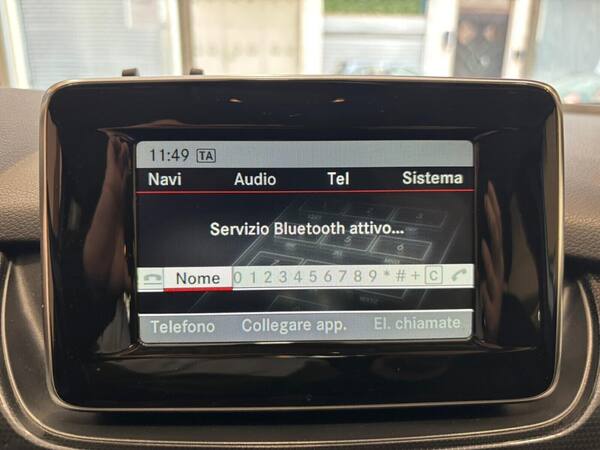 11:49 TA
Navi Audio Tel Sistema
Servizio Bluetooth attivo...
Nome 0 1 2 3 4 5 6 7 8 9 * # + C
Telefono Collegare app. El. chiamate